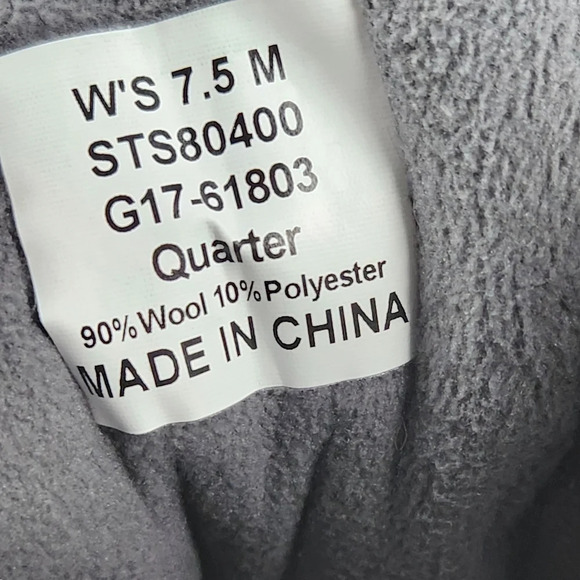 W'S 7.5 M
STS80400
G17-61803
Quarter
90% Wool 10% Polyester
MADE IN CHINA